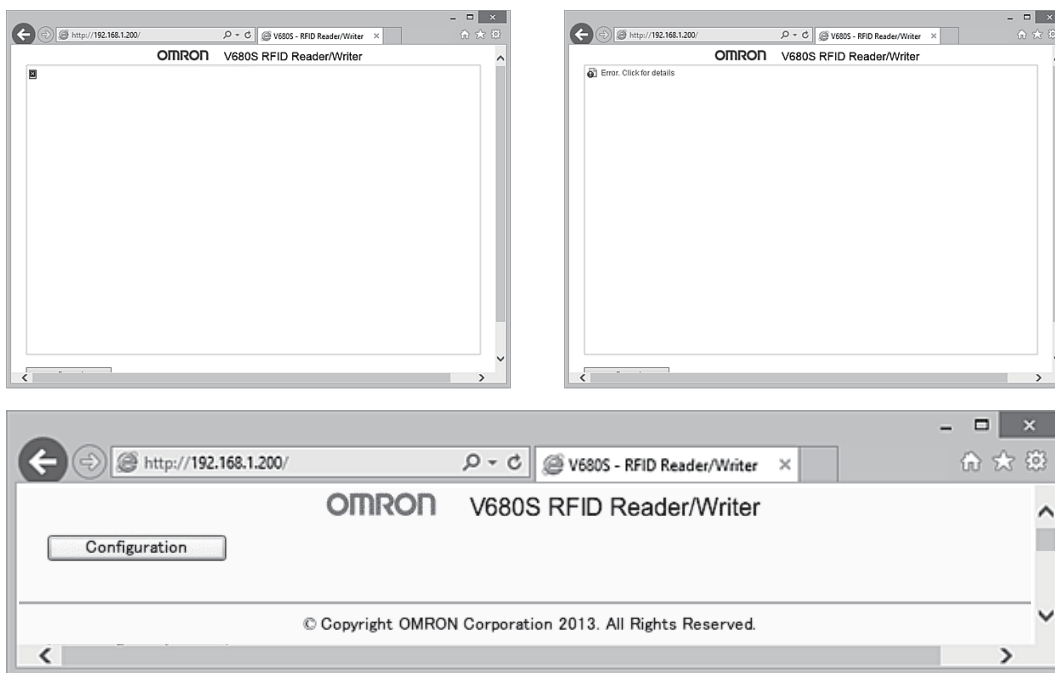 http://192.168.1.200/
V680S - RFID Reader/Writer
OMRON V680S RFID Reader/Writer
http://192.168.1.200/
V680S - RFID Reader/Writer
OMRON V680S RFID Reader/Writer
Error. Click for details
http://192.168.1.200/
V680S - RFID Reader/Writer
OMRON V680S RFID Reader/Writer
Configuration
© Copyright OMRON Corporation 2013. All Rights Reserved.